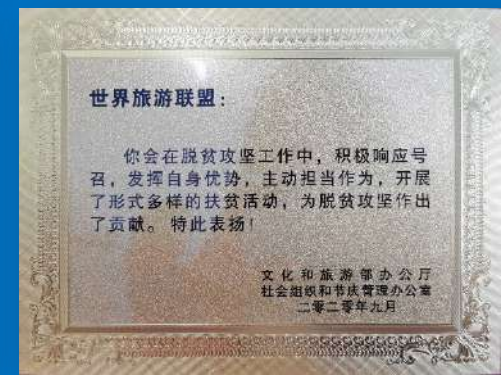 世界旅游联盟：
你会在脱贫攻坚工作中，积极响应号
召，发挥自身优势，主动担当作为，开展
了形式多样的扶贫活动，为脱贫攻坚作出
了贡献。特此表扬！
文化和旅游部办公厅
社会组织和节庆管理办公室
二零二零年九月